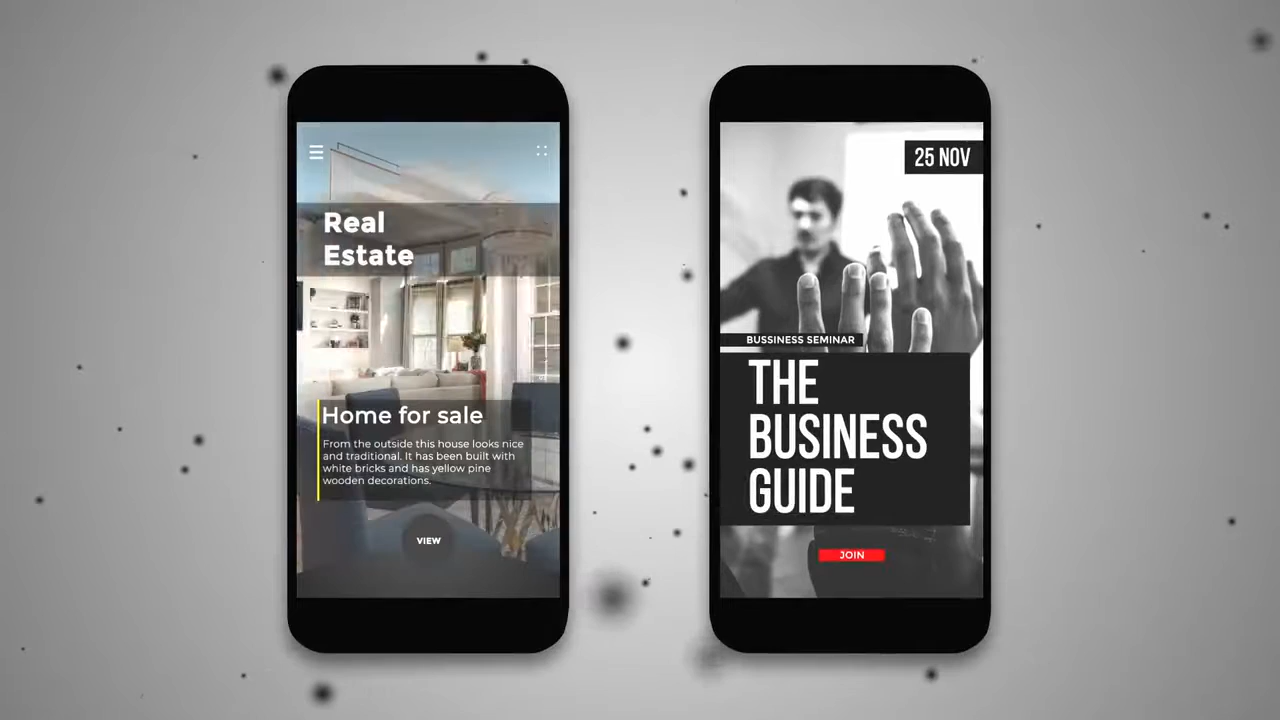 Real
Estate
Home for sale
From the outside this house looks nice
and traditional. It has been built with
white bricks and has yellow pine
wooden decorations.
VIEW
25 NOV
BUSSINESS SEMINAR
THE
BUSINESS
GUIDE
JOIN